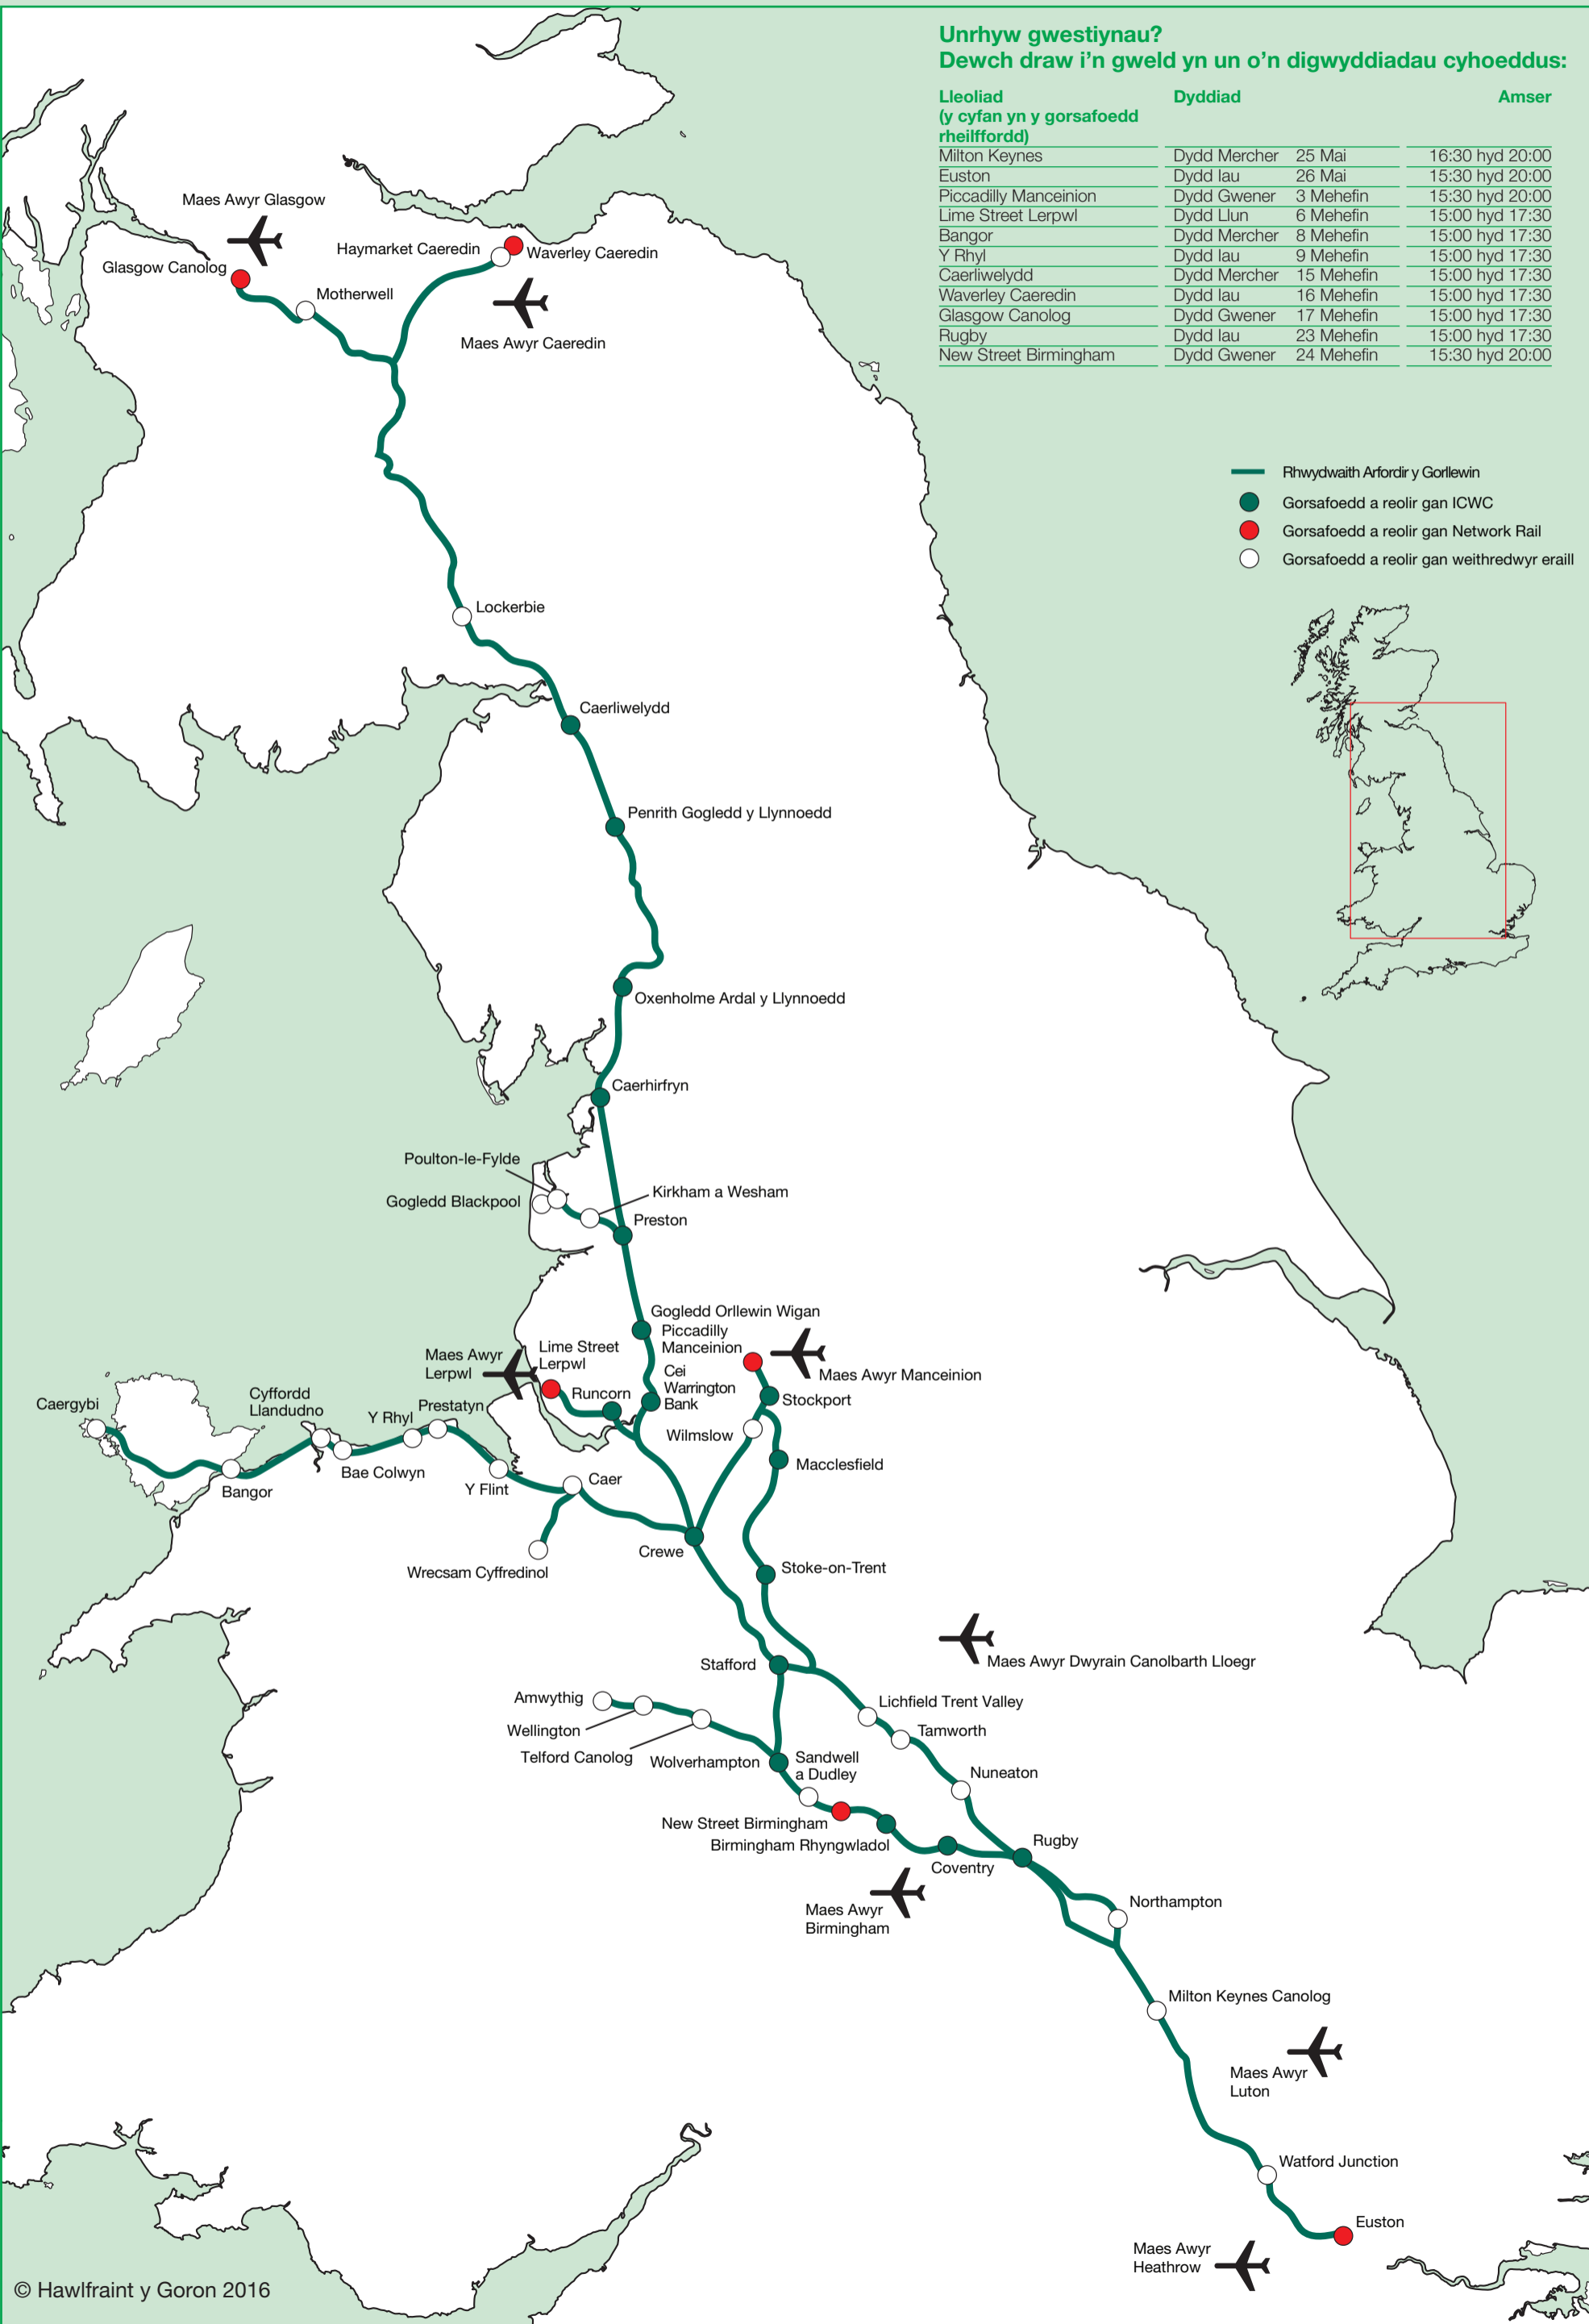 Unrhyw gwestiynau?
Dewch draw i’n gweld yn un o’n digwyddiadau cyhoeddus:
Lleoliad Dyddiad Amser
(y cyfan yn y gorsafoedd
rheilffordd)
Milton Keynes Dydd Mercher 25 Mai 16:30 hyd 20:00
Euston Dydd Iau 26 Mai 15:30 hyd 20:00
Piccadilly Manceinion Dydd Gwener 3 Mehefin 15:30 hyd 20:00
Lime Street Lerpwl Dydd Llun 6 Mehefin 15:00 hyd 17:30
Bangor Dydd Mercher 8 Mehefin 15:00 hyd 17:30
Y Rhyl Dydd Iau 9 Mehefin 15:00 hyd 17:30
Caerliwelydd Dydd Mercher 15 Mehefin 15:00 hyd 17:30
Waverley Caeredin Dydd Iau 16 Mehefin 15:00 hyd 17:30
Glasgow Canolog Dydd Gwener 17 Mehefin 15:00 hyd 17:30
Rugby Dydd Iau 23 Mehefin 15:00 hyd 17:30
New Street Birmingham Dydd Gwener 24 Mehefin 15:30 hyd 20:00
Rhwydwaith Arfordir y Gorllewin
Gorsafoedd a reolir gan ICWC
Gorsafoedd a reolir gan Network Rail
Gorsafoedd a reolir gan weithredwyr eraill
Maes Awyr Glasgow
Haymarket Caeredin
Waverley Caeredin
Glasgow Canolog
Motherwell
Maes Awyr Caeredin
Lockerbie
Caerliwelydd
Penrith Gogledd y Llynnoedd
Oxenholme Ardal y Llynnoedd
Caerhirfryn
Poulton-le-Fylde
Kirkham a Wesham
Gogledd Blackpool
Preston
Gogledd Orllewin Wigan
Piccadilly
Manceinion
Lime Street
Lerpwl
Maes Awyr
Lerpwl
Maes Awyr Manceinion
Cei
Warrington
Bank
Runcorn
Stockport
Caergybi
Cyffordd
Llandudno
Y Rhyl
Prestatyn
Wilmslow
Macclesfield
Bae Colwyn
Bangor
Y Flint
Caer
Crewe
Wrecsam Cyffredinol
Stoke-on-Trent
Stafford
Maes Awyr Dwyrain Canolbarth Lloegr
Amwythig
Wellington
Telford Canolog
Wolverhampton
Lichfield Trent Valley
Tamworth
Sandwell
a Dudley
Nuneaton
New Street Birmingham
Birmingham Rhyngwladol
Rugby
Coventry
Maes Awyr
Birmingham
Northampton
Milton Keynes Canolog
Maes Awyr
Luton
Watford Junction
Euston
Maes Awyr
Heathrow
© Hawlfraint y Goron 2016